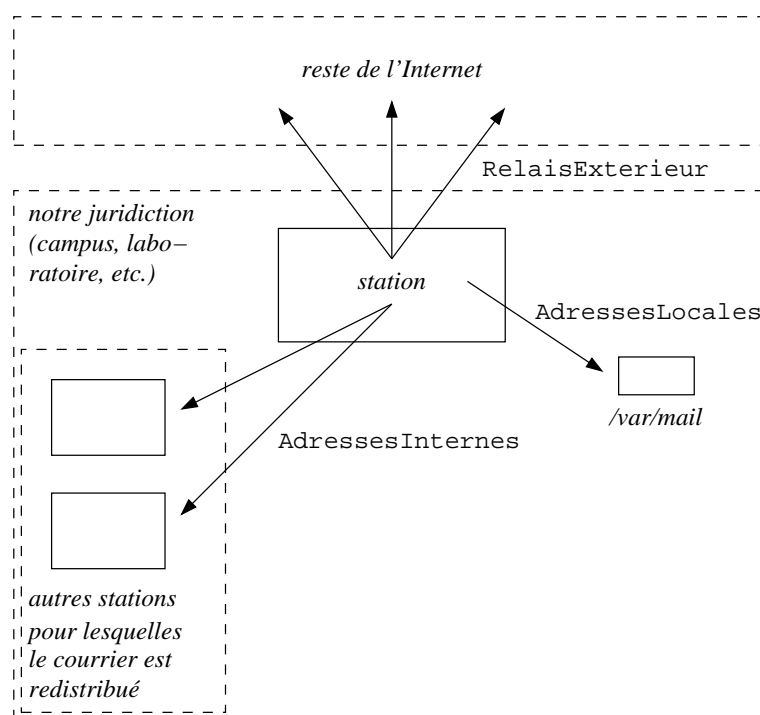 reste de l'Internet
RelaisExterieur
notre juridiction
(campus, labo−
ratoire, etc.)
station
AdressesLocales
/var/mail
AdressesInternes
autres stations
pour lesquelles
le courrier est
redistribué